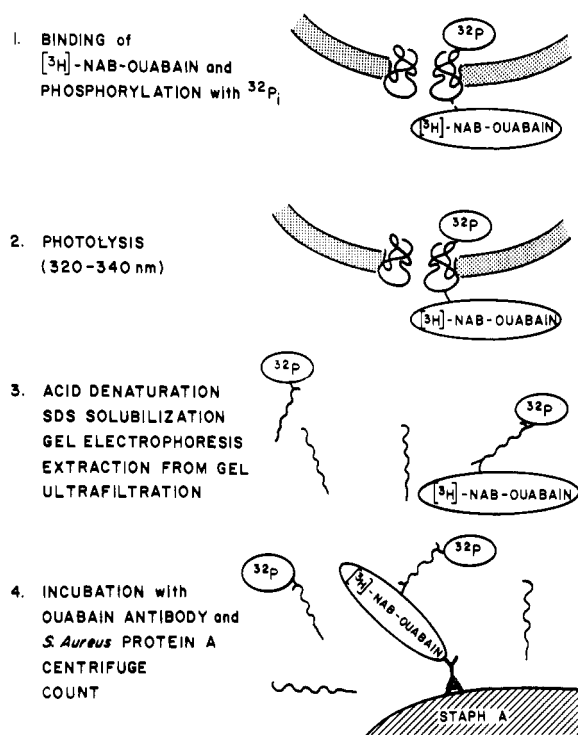 1. BINDING of
[³H]-NAB-OUABAIN and
PHOSPHORYLATION with ³²Pᵢ
³²P
[³H]-NAB-OUABAIN
2. PHOTOLYSIS
(320-340 nm)
³²P
[³H]-NAB-OUABAIN
3. ACID DENATURATION
SDS SOLUBILIZATION
GEL ELECTROPHORESIS
EXTRACTION FROM GEL
ULTRAFILTRATION
³²P
³²P
[³H]-NAB-OUABAIN
4. INCUBATION with
OUABAIN ANTIBODY and
S. Aureus PROTEIN A
CENTRIFUGE
COUNT
³²P
³²P
[³H]-NAB-OUABAIN
STAPH A